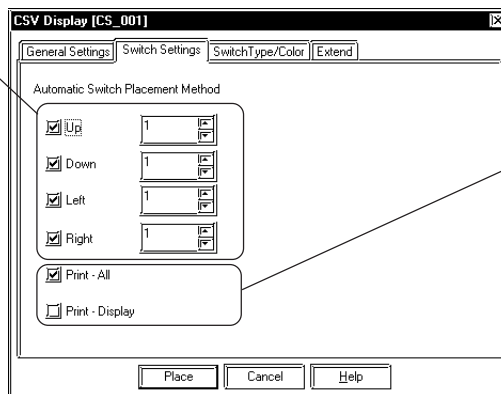 CSV Display [CS_001]
General Settings Switch Settings SwitchType/Color Extend
Automatic Switch Placement Method
Up 1
Down 1
Left 1
Right 1
Print - All
Print - Display
Place Cancel Help